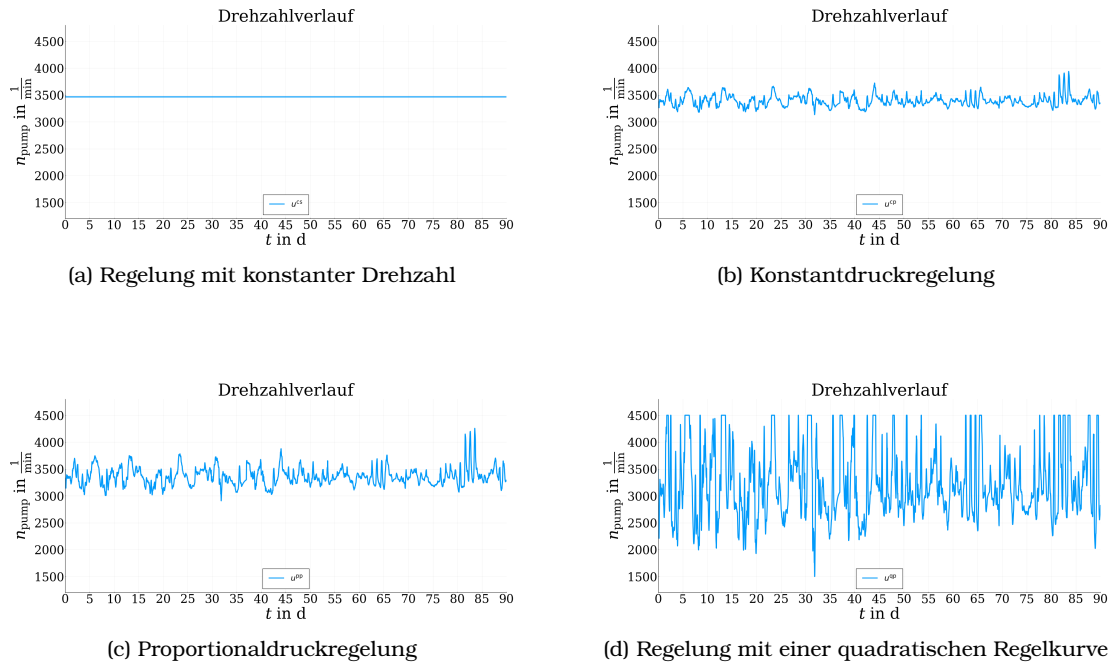 Drehzahlverlauf
4500
4000
3500
3000
2500
2000
1500
n_pump in 1/min
u^cs
0 5 10 15 20 25 30 35 40 45 50 55 60 65 70 75 80 85 90
t in d
(a) Regelung mit konstanter Drehzahl
Drehzahlverlauf
4500
4000
3500
3000
2500
2000
1500
n_pump in 1/min
u^cp
0 5 10 15 20 25 30 35 40 45 50 55 60 65 70 75 80 85 90
t in d
(b) Konstantdruckregelung
Drehzahlverlauf
4500
4000
3500
3000
2500
2000
1500
n_pump in 1/min
u^pp
0 5 10 15 20 25 30 35 40 45 50 55 60 65 70 75 80 85 90
t in d
(c) Proportionaldruckregelung
Drehzahlverlauf
4500
4000
3500
3000
2500
2000
1500
n_pump in 1/min
u^qp
0 5 10 15 20 25 30 35 40 45 50 55 60 65 70 75 80 85 90
t in d
(d) Regelung mit einer quadratischen Regelkurve